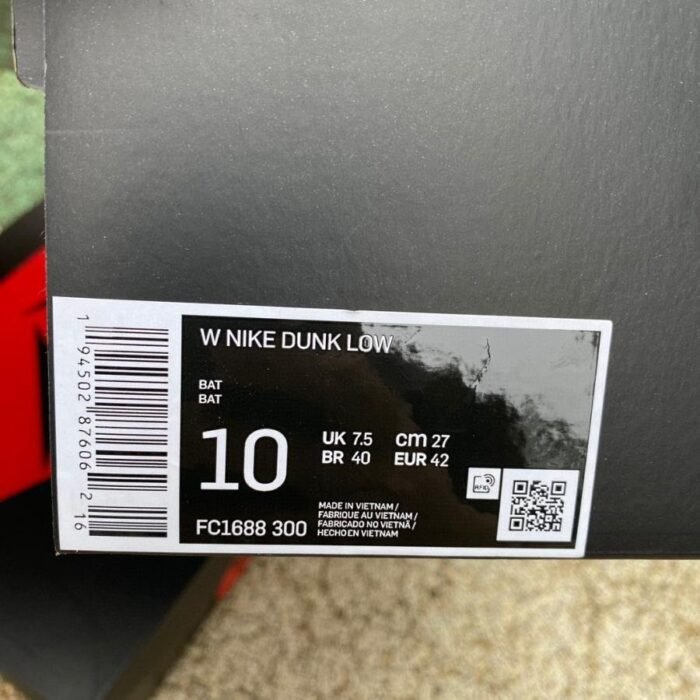 W NIKE DUNK LOW
BAT
BAT
10
UK 7.5 cm 27
BR 40 EUR 42
RFID
FC1688 300
MADE IN VIETNAM /
FABRIQUE AU VIETNAM /
FABRICADO NO VIETNÃ /
HECHO EN VIETNAM
1 94502 87606 2 16